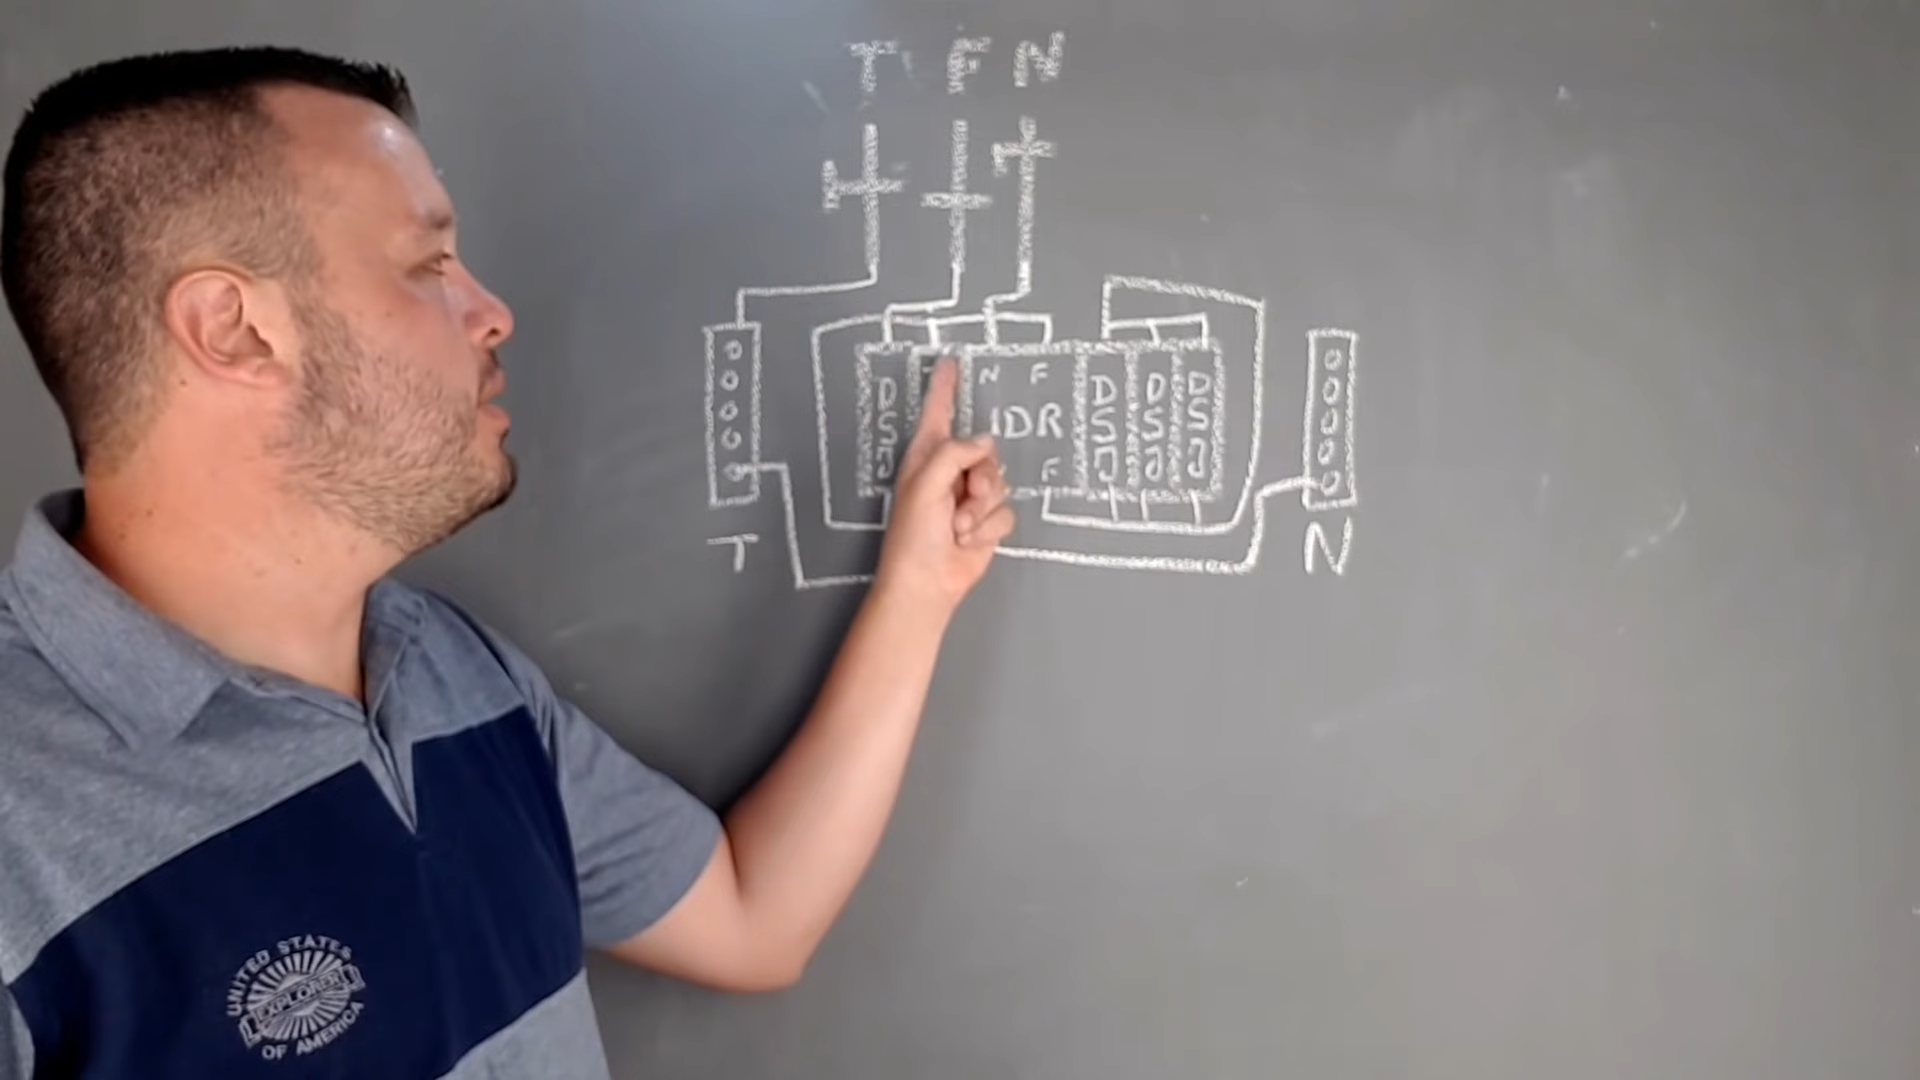 T F N
N F
IDR
F
DSJ DSJ DSJ DSJ
T N
UNITED STATES
EXPLORER
OF AMERICA